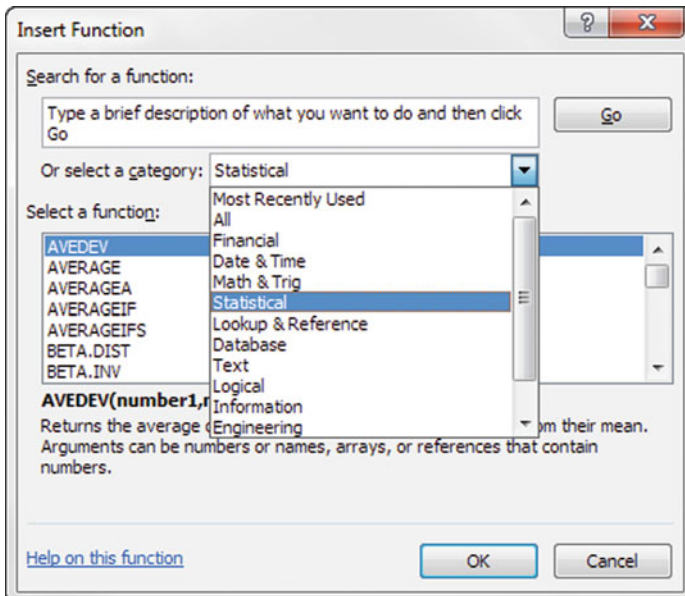 Insert Function
Search for a function:
Type a brief description of what you want to do and then click
Go
Go
Or select a category: Statistical
Most Recently Used
All
Financial
Date & Time
Math & Trig
Statistical
Lookup & Reference
Database
Text
Logical
Information
Engineering
Select a function:
AVEDEV
AVERAGE
AVERAGEA
AVERAGEIF
AVERAGEIFS
BETA.DIST
BETA.INV
AVEDEV(number1,
Returns the average om their mean.
Arguments can be numbers or names, arrays, or references that contain
numbers.
Help on this function
OK
Cancel